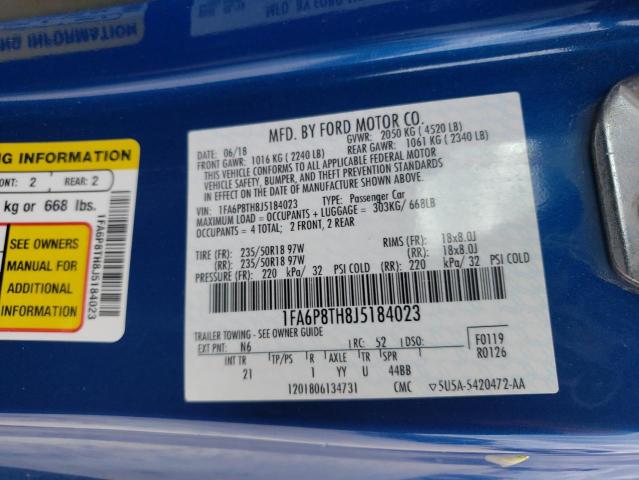 NG INFORMATION
RONT: 2 REAR: 2
kg or 668 lbs.
SEE OWNERS
MANUAL FOR
ADDITIONAL
INFORMATION
1FA6P8TH8J5184023
MFD. BY FORD MOTOR CO.
DATE: 06/18 GVWR: 2050 KG ( 4520 LB)
FRONT GAWR: 1016 KG ( 2240 LB) REAR GAWR: 1061 KG ( 2340 LB)
THIS VEHICLE CONFORMS TO ALL APPLICABLE FEDERAL MOTOR
VEHICLE SAFETY, BUMPER, AND THEFT PREVENTION STANDARDS
IN EFFECT ON THE DATE OF MANUFACTURE SHOWN ABOVE.
VIN: 1FA6P8TH8J5184023 TYPE: Passenger Car
MAXIMUM LOAD = OCCUPANTS + LUGGAGE = 303KG/ 668LB
OCCUPANTS = 4 TOTAL; 2 FRONT, 2 REAR
TIRE (FR): 235/50R18 97W RIMS (FR): 18x8.0J
(RR): 235/50R18 97W (RR): 18x8.0J
PRESSURE (FR): 220 kPa/ 32 PSI COLD (RR): 220 kPa/ 32 PSI COLD
1FA6P8TH8J5184023
TRAILER TOWING - SEE OWNER GUIDE
EXT PNT: N6 RC: 52 DSO: F0119
R0126
INT TR TP/PS R AXLE TR SPR
21 1 YY U 44BB
1201806134731 CMC ▽5U5A-5420472-AA